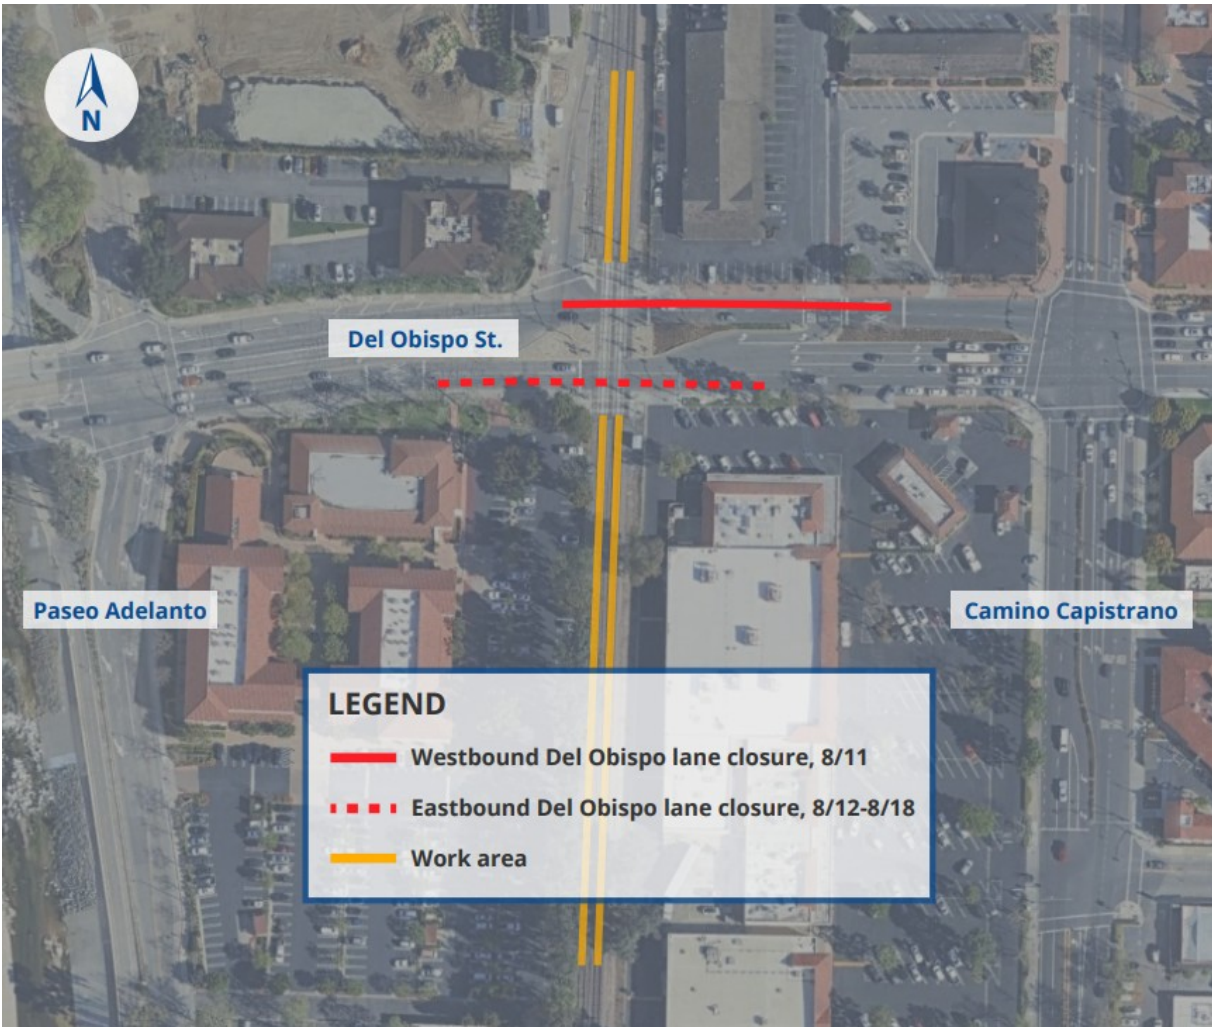 N
Del Obispo St.
Paseo Adelanto
Camino Capistrano
LEGEND
Westbound Del Obispo lane closure, 8/11
Eastbound Del Obispo lane closure, 8/12-8/18
Work area